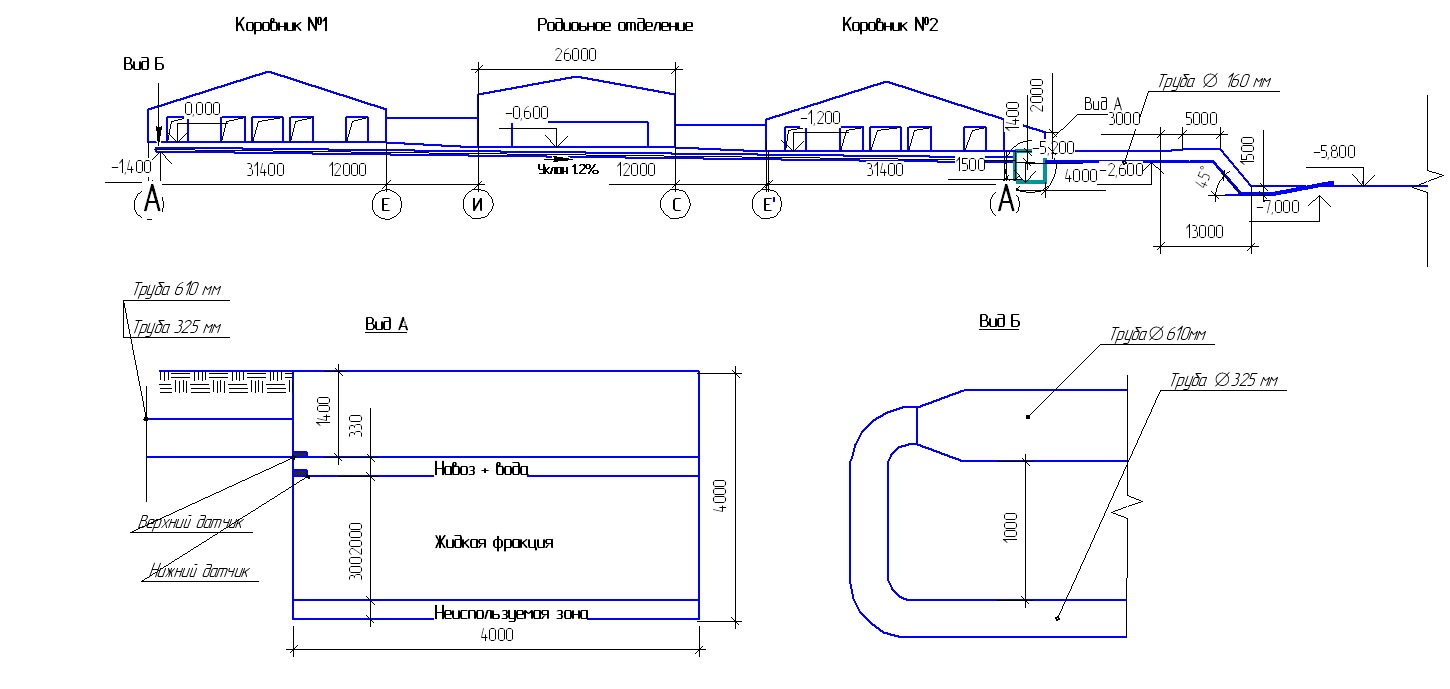 Коровник №1
Родильное отделение
Коровник №2
26000
Вид Б
Труба Ø 160 мм
0,000
-0,600
-1,200
1400
2000
Вид А
3000
5000
-5,200
1500
-5,800
-1,400
31400
12000
Уклон 1.2%
12000
31400
1500
4000
-2,600
45°
-7,000
А
Е
И
С
Е'
А
13000
Труба 610 мм
Труба 325 мм
Вид А
Вид Б
Труба Ø 610мм
Труба Ø 325 мм
1400
330
Навоз + вода
4000
Верхний датчик
Жидкая фракция
1000
2000
Нижний датчик
300
Неиспользуемая зона
4000